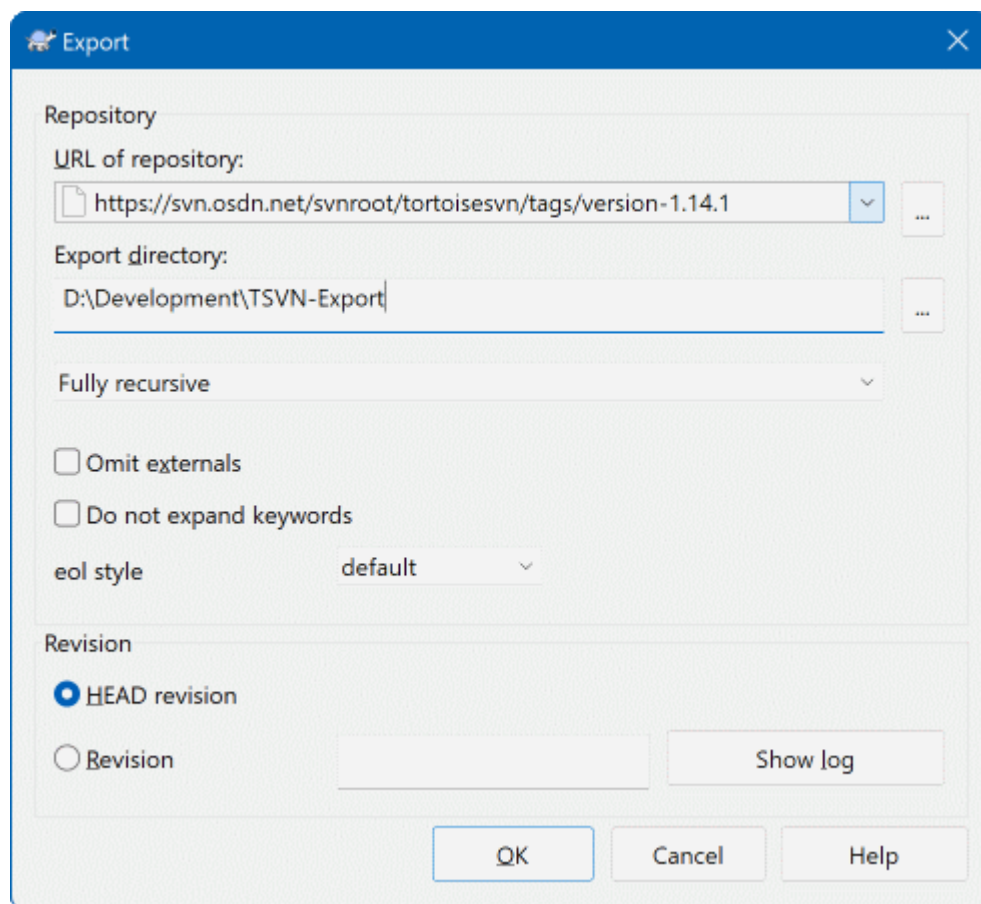 Export
Repository
URL of repository:
https://svn.osdn.net/svnroot/tortoisesvn/tags/version-1.14.1
...
Export directory:
D:\Development\TSVN-Export
...
Fully recursive
Omit externals
Do not expand keywords
eol style default
Revision
HEAD revision
Revision Show log
OK Cancel Help